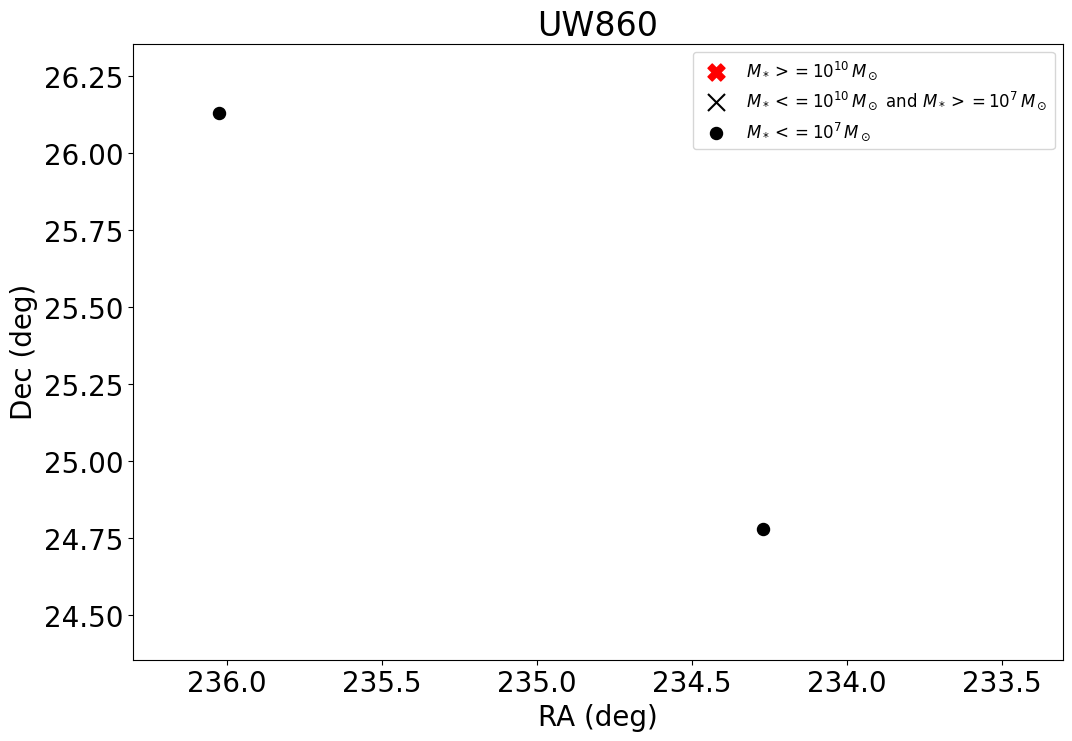 UW860
26.25
26.00
25.75
25.50
25.25
25.00
24.75
24.50
Dec (deg)
M* >= 10^10 M⊙
M* <= 10^10 M⊙ and M* >= 10^7 M⊙
M* <= 10^7 M⊙
236.0 235.5 235.0 234.5 234.0 233.5
RA (deg)